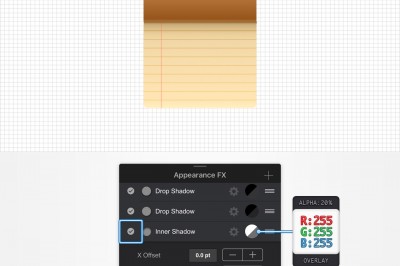 Appearance FX
Drop Shadow
Drop Shadow
Inner Shadow
X Offset
0.0 pt
ALPHA:20%
R:255
G:255
B:255
OVERLAY